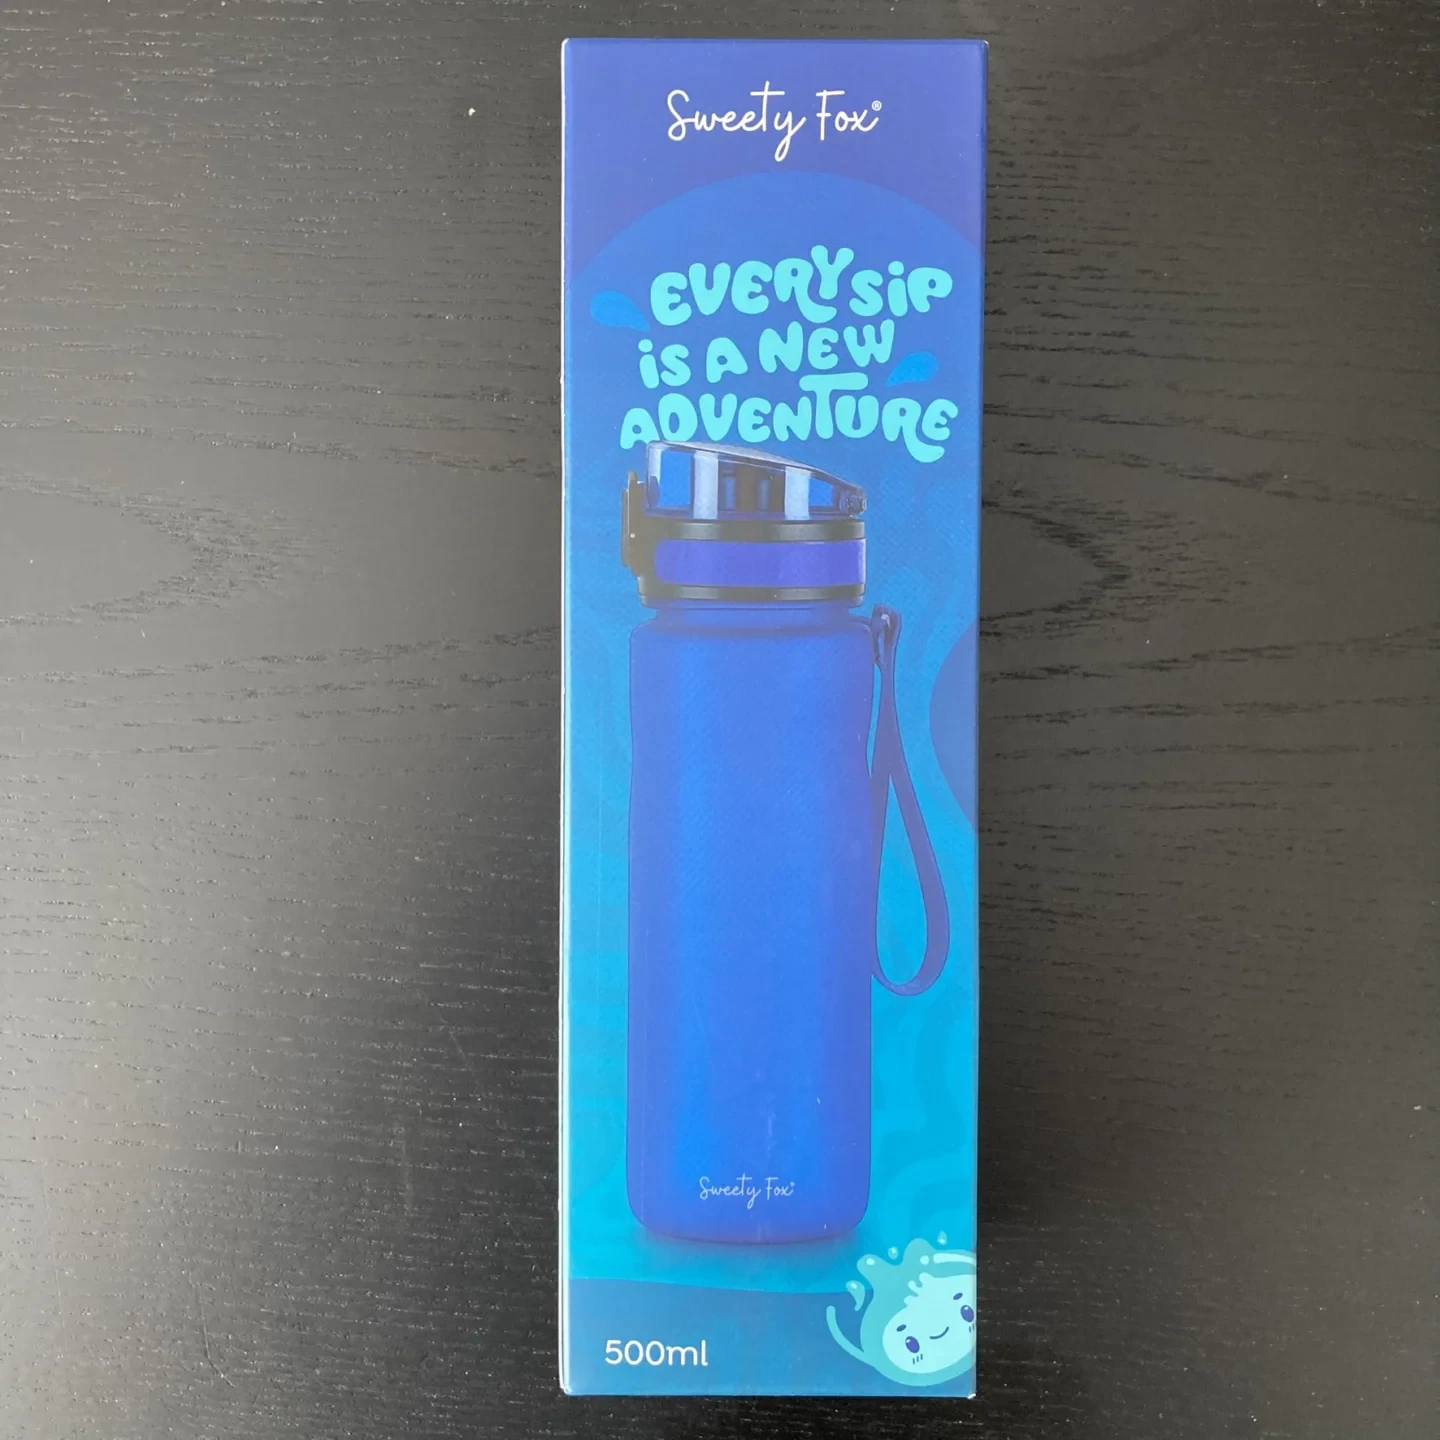 Sweety Fox®
EVERY SiP
iS A NEW
ADVENTURE
Sweety Fox®
500ml